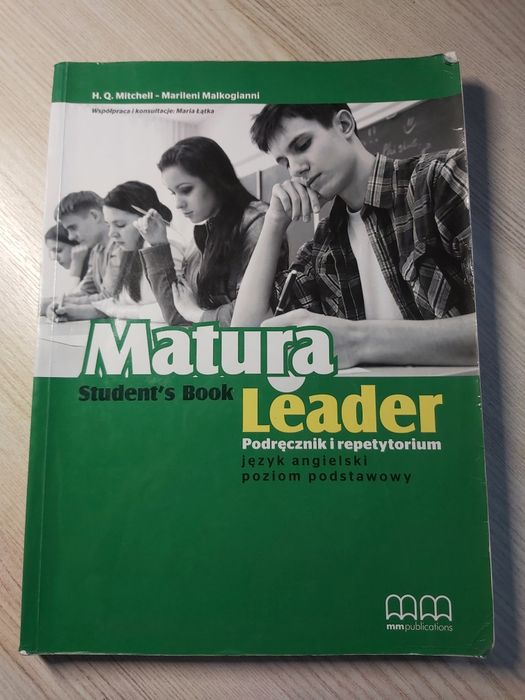 H. Q. Mitchell - Marileni Malkogianni
Współpraca i konsultacje: Maria Łątka
Matura
Student's Book
Leader
Podręcznik i repetytorium
język angielski
poziom podstawowy
mm publications